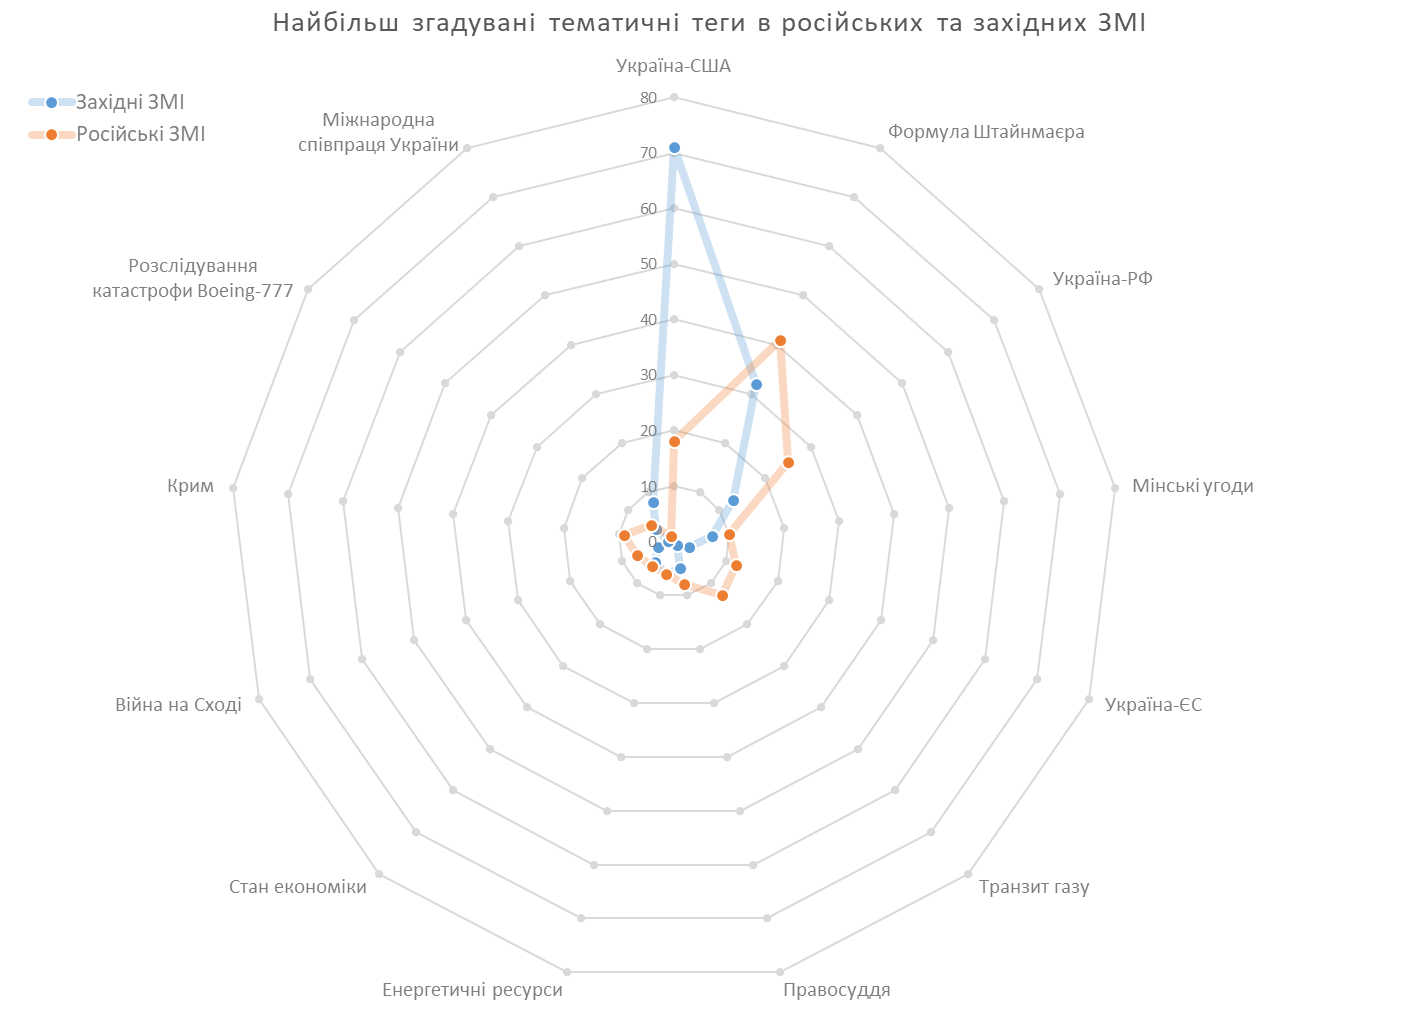 Найбільш згадувані тематичні теги в російських та західних ЗМІ
Західні ЗМІ
Російські ЗМІ
Україна-США
Формула Штайнмаєра
Україна-РФ
Мінські угоди
Україна-ЄС
Транзит газу
Правосуддя
Енергетичні ресурси
Стан економіки
Війна на Сході
Крим
Розслідування
катастрофи Boeing-777
Міжнародна
співпраця України
80
70
60
50
40
30
20
10
0